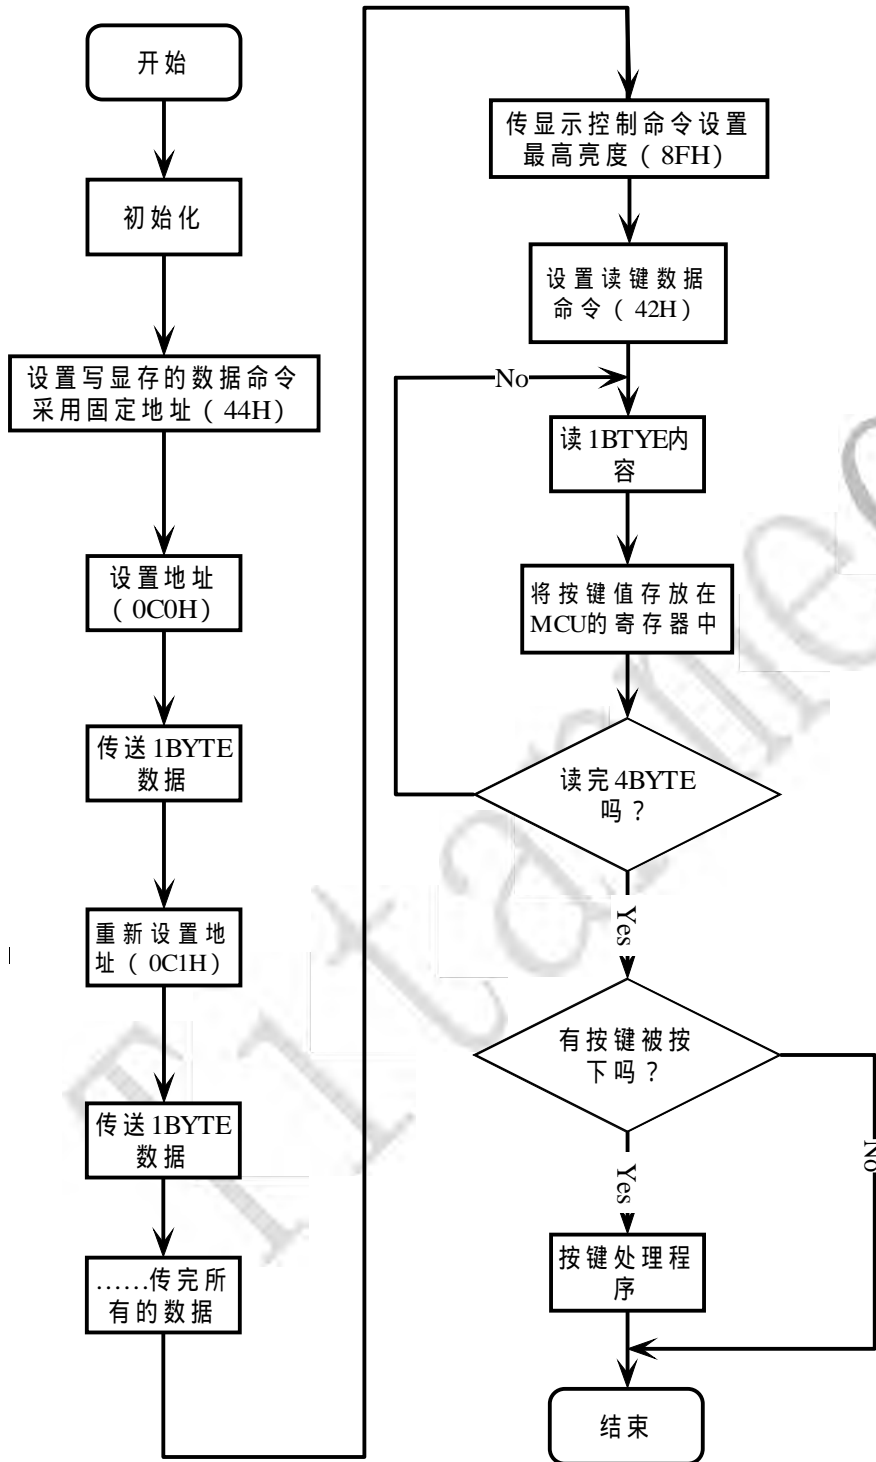 开始
初始化
设置写显存的数据命令
采用固定地址（44H）
设置地址
（0C0H）
传送1BYTE
数据
重新设置地
址（0C1H）
传送1BYTE
数据
……传完所
有的数据
传显示控制命令设置
最高亮度（8FH）
设置读键数据
命令（42H）
No
读1BTYE内
容
将按键值存放在
MCU的寄存器中
读完4BYTE
吗？
Yes
有按键被按
下吗？
No
Yes
按键处理程
序
结束